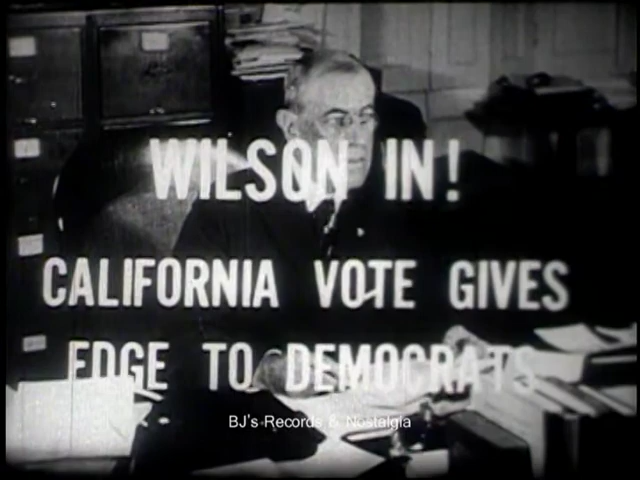 WILSON IN!
CALIFORNIA VOTE GIVES
EDGE TO DEMOCRATS
BJ's Records & Nostalgia